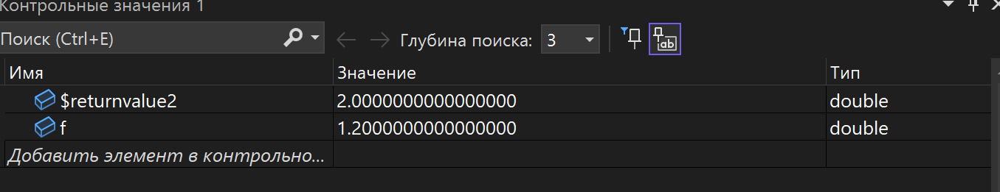 Контрольные значения 1
Поиск (Ctrl+E) Глубина поиска: 3
Имя Значение Тип
$returnvalue2 2.0000000000000000 double
f 1.2000000000000000 double
Добавить элемент в контрольно...